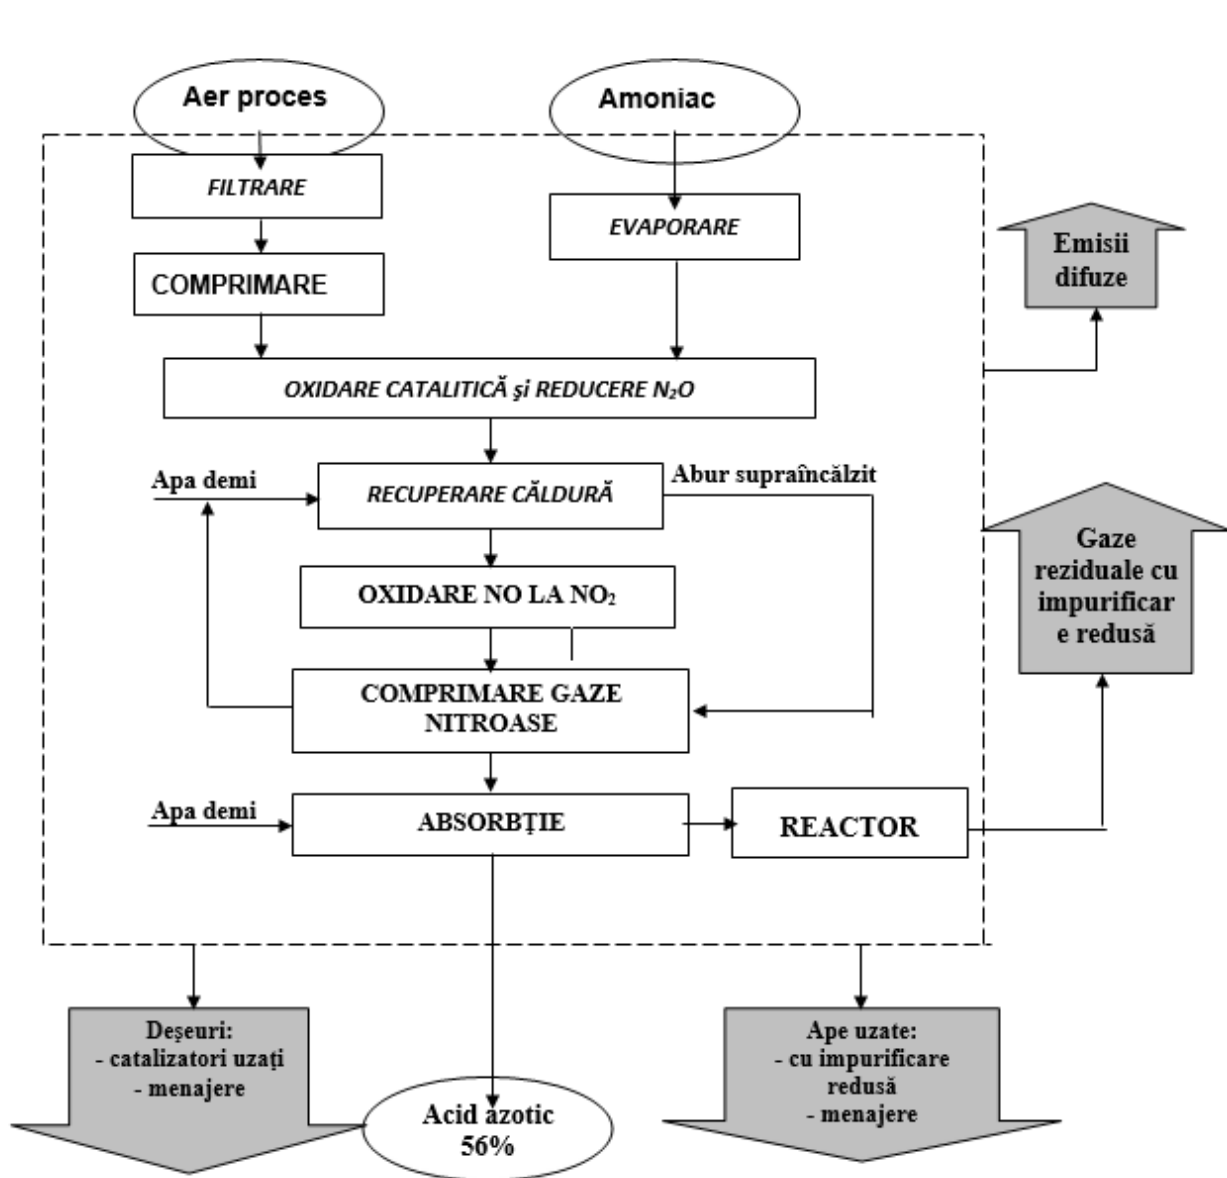 Aer proces
Amoniac
FILTRARE
EVAPORARE
COMPRIMARE
Emisii
difuze
OXIDARE CATALITICĂ şi REDUCERE N₂O
Apa demi
RECUPERARE CĂLDURĂ
Abur supraîncălzit
Gaze
reziduale cu
impurificar
e redusă
OXIDARE NO LA NO₂
COMPRIMARE GAZE
NITROASE
Apa demi
ABSORBŢIE
REACTOR
Deşeuri:
- catalizatori uzaţi
- menajere
Ape uzate:
- cu impurificare
redusă
- menajere
Acid azotic
56%